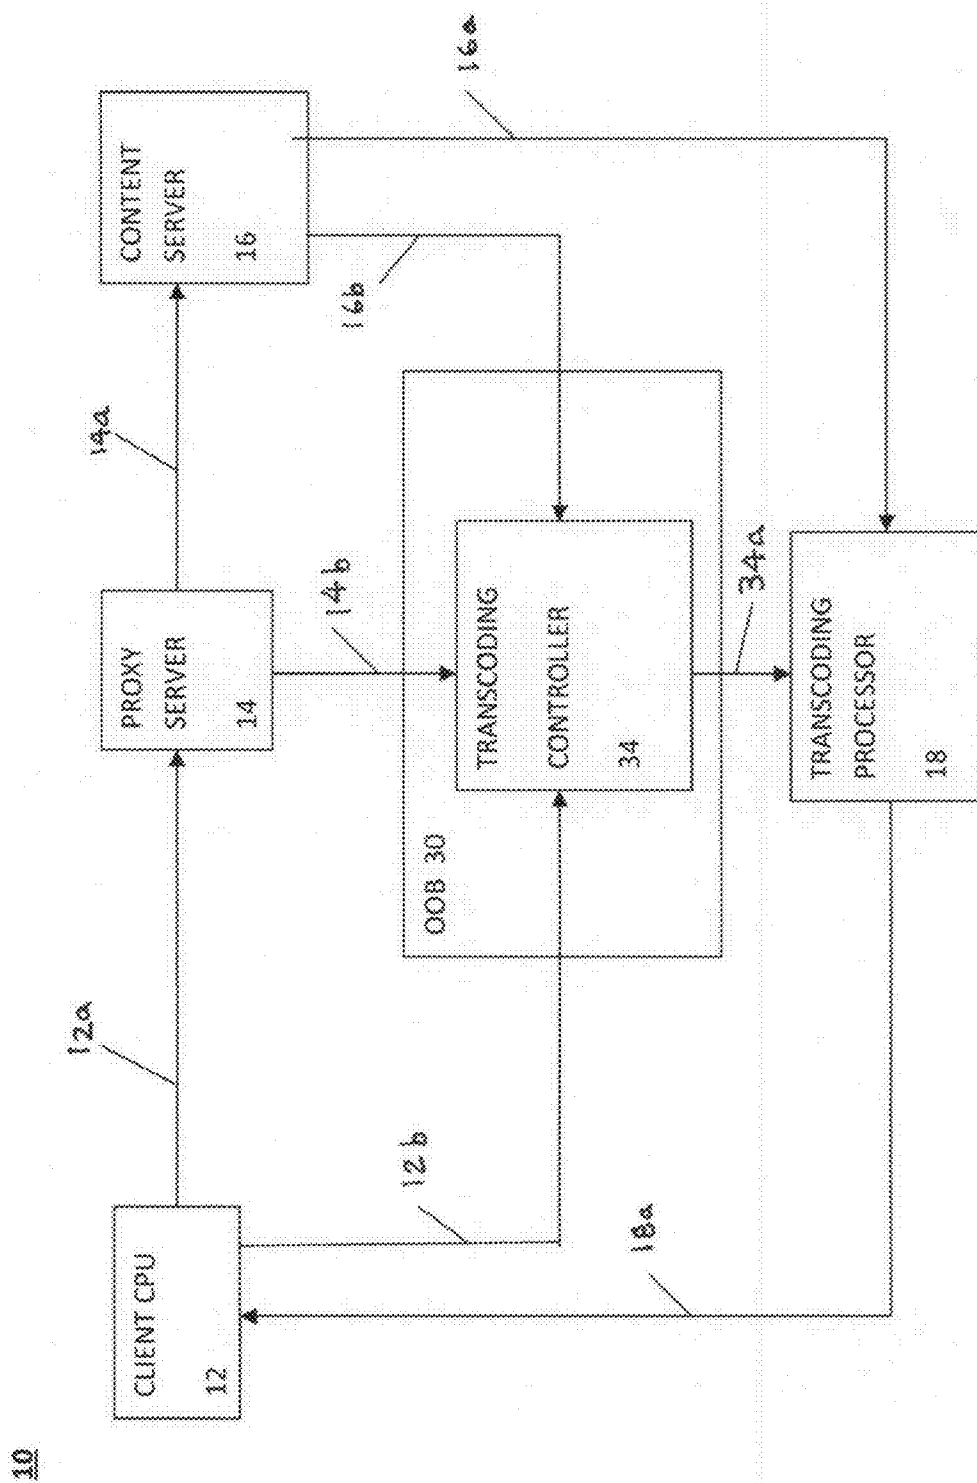 10
CLIENT CPU
12
12a
PROXY
SERVER
14
14a
CONTENT
SERVER
16
16a
12b
14b
16b
OOB 30
TRANSCODING
CONTROLLER
34
34a
18a
TRANSCODING
PROCESSOR
18